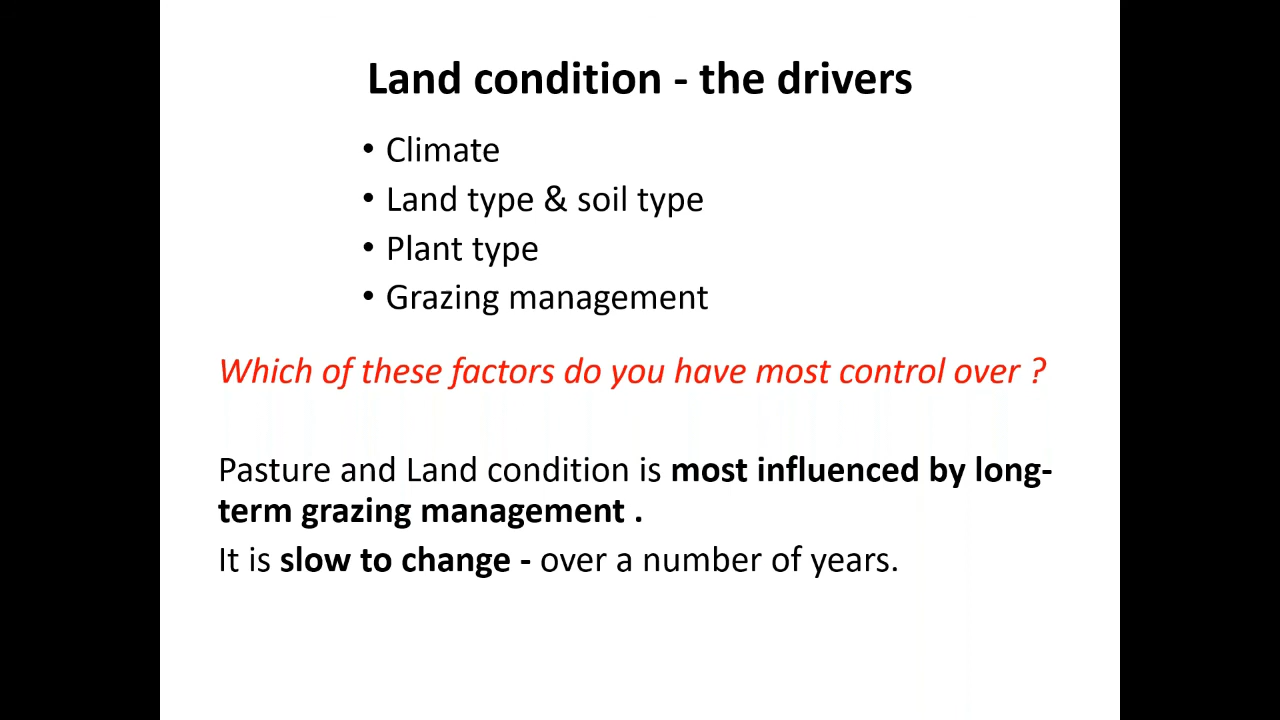 Land condition - the drivers
• Climate
• Land type & soil type
• Plant type
• Grazing management
Which of these factors do you have most control over ?
Pasture and Land condition is most influenced by long-
term grazing management .
It is slow to change - over a number of years.